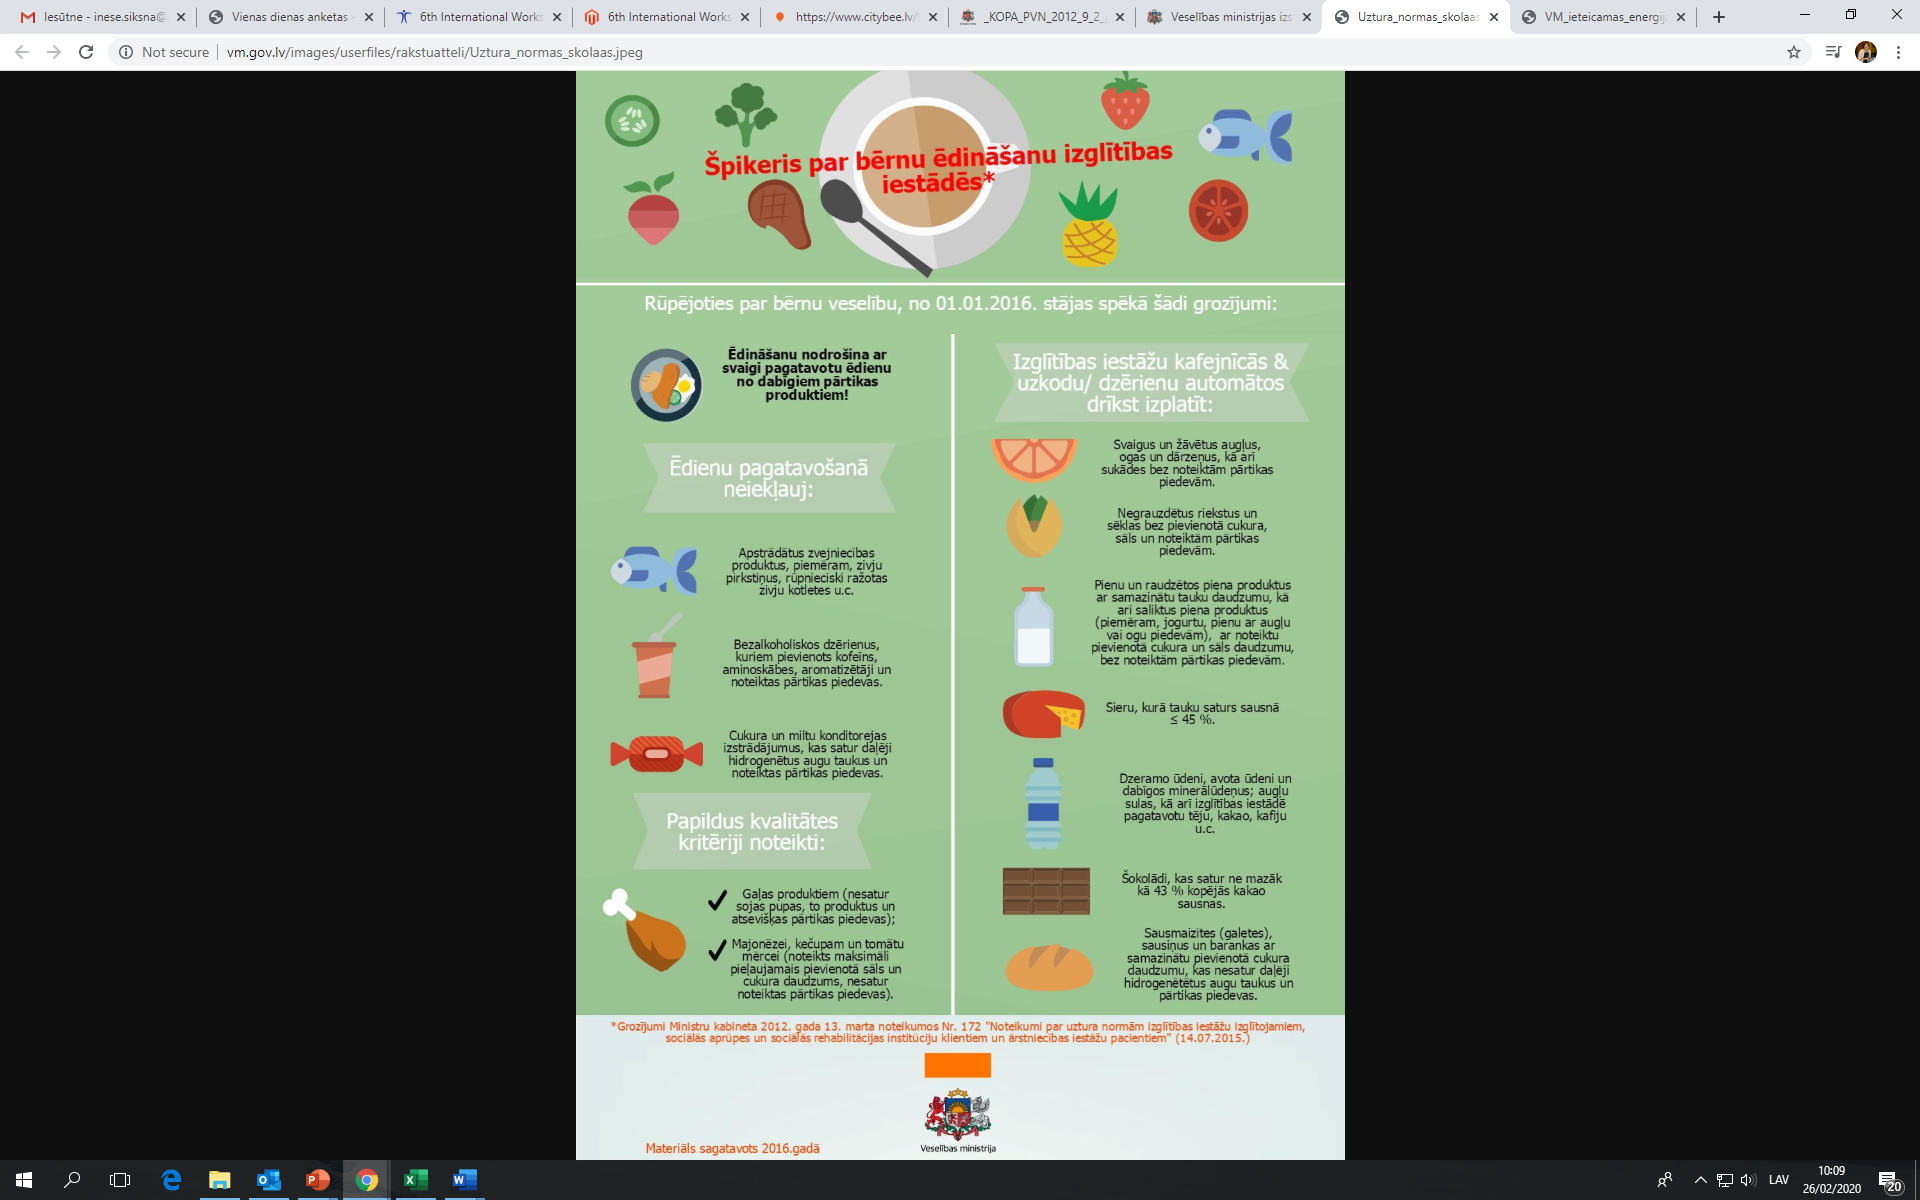 Iesūtne - inese.siksna@
Vienas dienas anketas -
6th International Works
6th International Works
https://www.citybee.lv/
_KOPA_PVN_2012_9_2_
Veselības ministrijas izs
Uztura_normas_skolaas
VM_ieteicamas_energij
Not secure
vm.gov.lv/images/userfiles/rakstuatteli/Uztura_normas_skolaas.jpeg
Špikeris par bērnu ēdināšanu izglītības
iestādēs*
Rūpējoties par bērnu veselību, no 01.01.2016. stājas spēkā šādi grozījumi:
Ēdināšanu nodrošina ar
svaigi pagatavotu ēdienu
no dabīgiem pārtikas
produktiem!
Ēdienu pagatavošanā
neiekļauj:
Apstrādātus zvejniecības
produktus, piemēram, zivju
pirkstiņus, rūpnieciski ražotas
zivju kotletes u.c.
Bezalkoholiskos dzērienus,
kuriem pievienots kofeīns,
aminoskābes, aromatizētāji un
noteiktas pārtikas piedevas.
Cukura un miltu konditorejas
izstrādājumus, kas satur daļēji
hidrogenētus augu taukus un
noteiktas pārtikas piedevas.
Papildus kvalitātes
kritēriji noteikti:
Gaļas produktiem (nesatur
sojas pupas, to produktus un
atsevišķas pārtikas piedevas);
Majonēzei, kečupam un tomātu
mērcei (noteikts maksimāli
pieļaujamais pievienotā sāls un
cukura daudzums, nesatur
noteiktas pārtikas piedevas).
Izglītības iestāžu kafejnīcās &
uzkodu/ dzērienu automātos
drīkst izplatīt:
Svaigus un žāvētus augļus,
ogas un dārzeņus, kā arī
sukādes bez noteiktām pārtikas
piedevām.
Negrauzdētus riekstus un
sēklas bez pievienotā cukura,
sāls un noteiktām pārtikas
piedevām.
Pienu un raudzētos piena produktus
ar samazinātu tauku daudzumu, kā
arī saliktus piena produktus
(piemēram, jogurtu, pienu ar augļu
vai ogu piedevām), ar noteiktu
pievienotā cukura un sāls daudzumu,
bez noteiktām pārtikas piedevām.
Sieru, kurā tauku saturs sausnā
≤ 45 %.
Dzeramo ūdeni, avota ūdeni un
dabīgos minerālūdeņus; augļu
sulas, kā arī izglītības iestādē
pagatavotu tēju, kakao, kafiju
u.c.
Šokolādi, kas satur ne mazāk
kā 43 % kopējās kakao
sausnas.
Sausmaizītes (galetes),
sausiņus un barankas ar
samazinātu pievienotā cukura
daudzumu, kas nesatur daļēji
hidrogenētētus augu taukus un
pārtikas piedevas.
*Grozījumi Ministru kabineta 2012. gada 13. marta noteikumos Nr. 172 "Noteikumi par uztura normām izglītības iestāžu izglītojamiem,
sociālās aprūpes un sociālās rehabilitācijas institūciju klientiem un ārstniecības iestāžu pacientiem" (14.07.2015.)
Veselības ministrija
Materiāls sagatavots 2016.gadā
LAV
10:09
26/02/2020
20